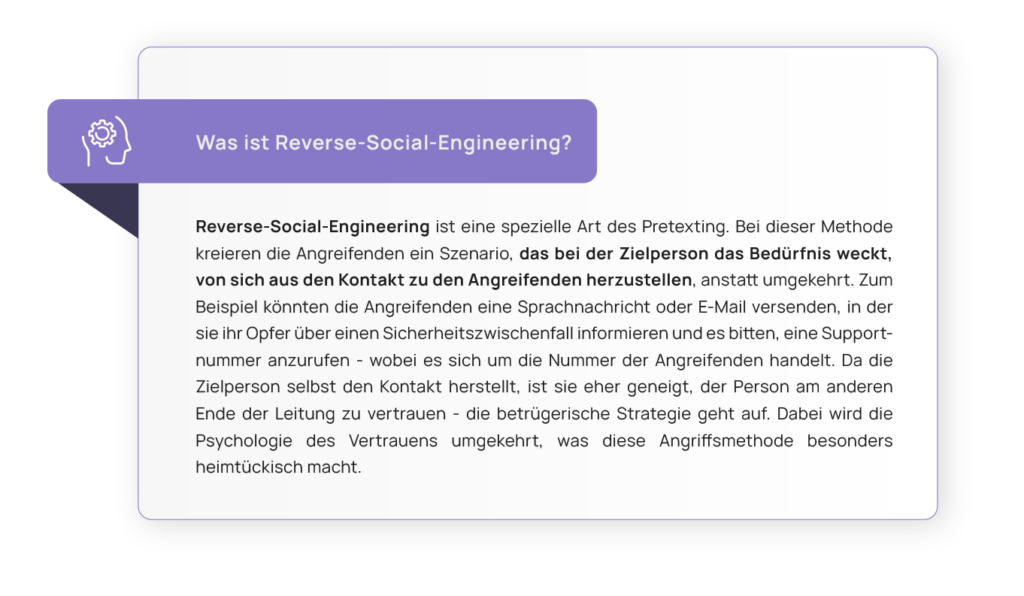 Was ist Reverse-Social-Engineering?
Reverse-Social-Engineering ist eine spezielle Art des Pretexting. Bei dieser Methode
kreieren die Angreifenden ein Szenario, das bei der Zielperson das Bedürfnis weckt,
von sich aus den Kontakt zu den Angreifenden herzustellen, anstatt umgekehrt. Zum
Beispiel könnten die Angreifenden eine Sprachnachricht oder E-Mail versenden, in der
sie ihr Opfer über einen Sicherheitszwischenfall informieren und es bitten, eine Support-
nummer anzurufen - wobei es sich um die Nummer der Angreifenden handelt. Da die
Zielperson selbst den Kontakt herstellt, ist sie eher geneigt, der Person am anderen
Ende der Leitung zu vertrauen - die betrügerische Strategie geht auf. Dabei wird die
Psychologie des Vertrauens umgekehrt, was diese Angriffsmethode besonders
heimtückisch macht.